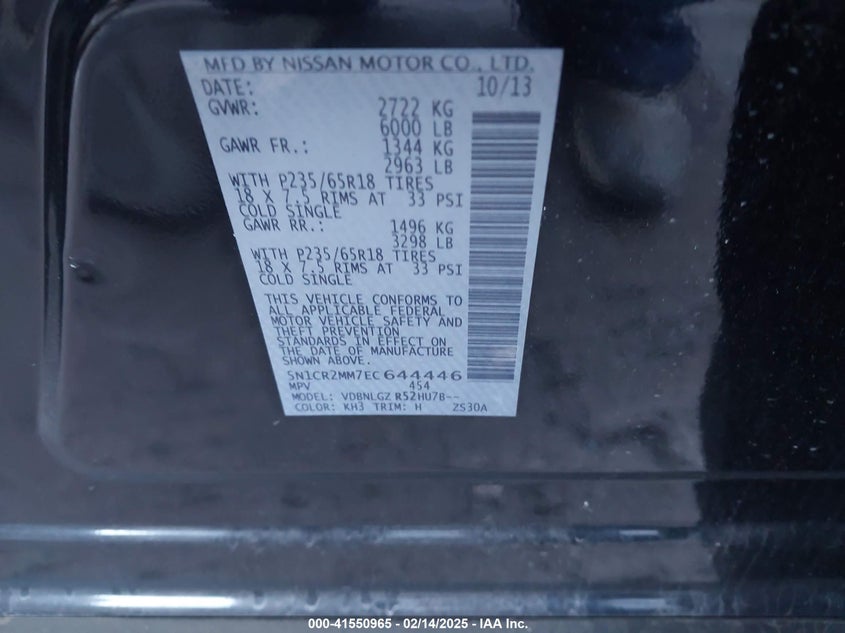 MFD BY NISSAN MOTOR CO., LTD.
DATE: 10/13
GVWR: 2722 KG
6000 LB
GAWR FR.: 1344 KG
2963 LB
WITH P235/65R18 TIRES
18 X 7.5 RIMS AT 33 PSI
COLD SINGLE
GAWR RR.: 1496 KG
3298 LB
WITH P235/65R18 TIRES
18 X 7.5 RIMS AT 33 PSI
COLD SINGLE
THIS VEHICLE CONFORMS TO
ALL APPLICABLE FEDERAL
MOTOR VEHICLE SAFETY AND
THEFT PREVENTION
STANDARDS IN EFFECT ON
THE DATE OF MANUFACTURE
SHOWN ABOVE.
5N1CR2MM7EC644446
MPV 454
MODEL: VDBNLGZ R52HU7B--
COLOR: KH3 TRIM: H ZS30A
000-41550965 - 02/14/2025 - IAA Inc.